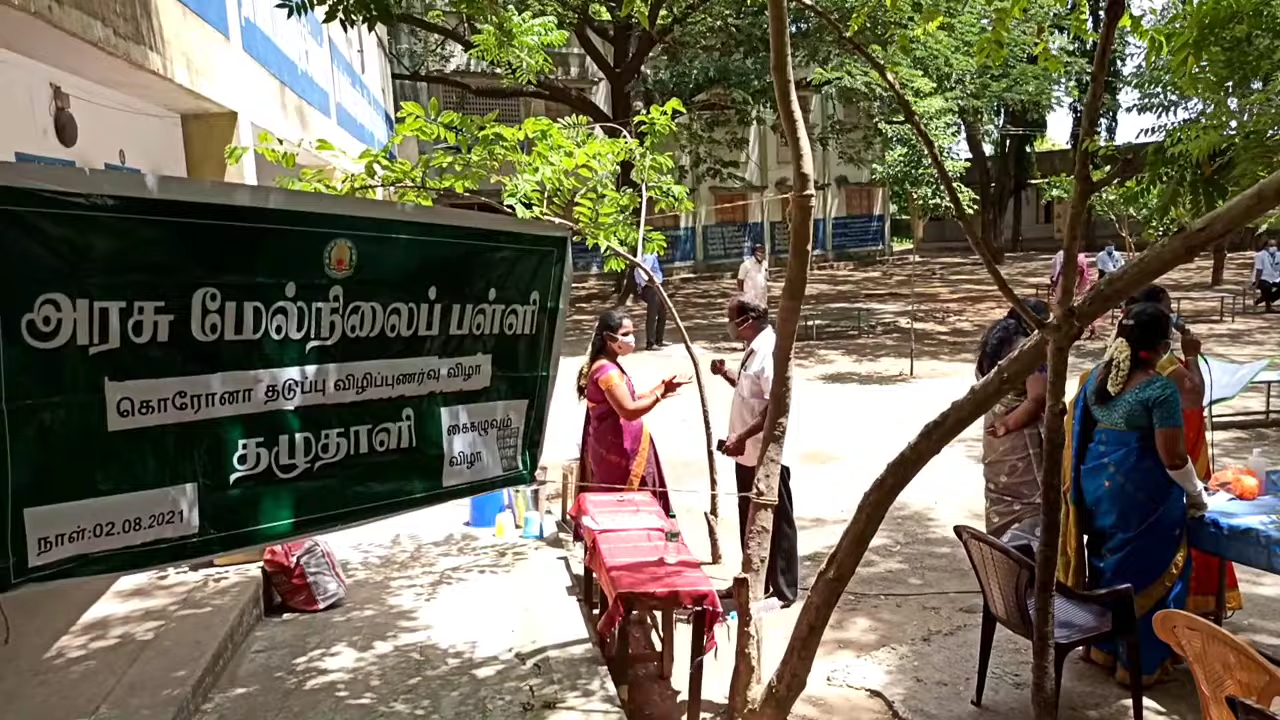 அரசு மேல்நிலைப் பள்ளி
கொரோனா தடுப்பு விழிப்புணர்வு விழா
தழுதாளி
கைகழுவும்
விழா
நாள்:02.08.2021